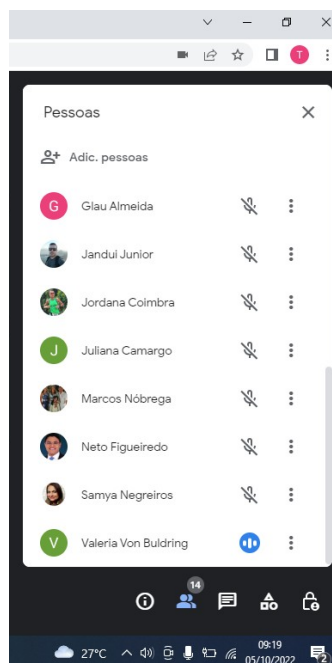 T
Pessoas
Adic. pessoas
G Glau Almeida
Jandui Junior
Jordana Coimbra
J Juliana Camargo
Marcos Nóbrega
Neto Figueiredo
Samya Negreiros
V Valeria Von Buldring
14
27°C 09:19
05/10/2022 2